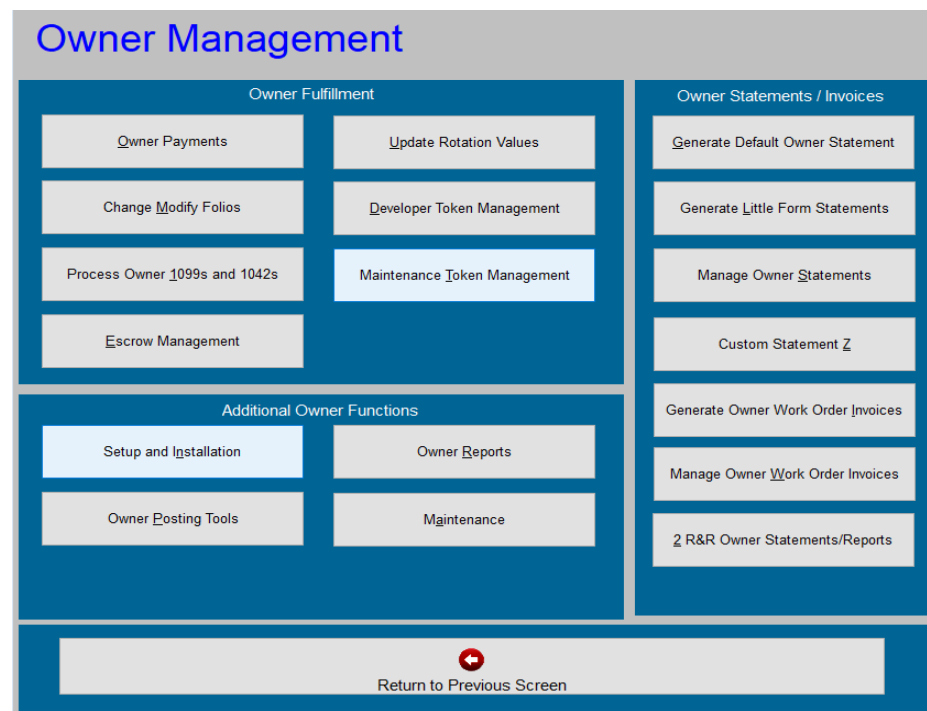 Owner Management
Owner Fulfillment
Owner Payments
Update Rotation Values
Change Modify Folios
Developer Token Management
Process Owner 1099s and 1042s
Maintenance Token Management
Escrow Management
Additional Owner Functions
Setup and Installation
Owner Reports
Owner Posting Tools
Maintenance
Owner Statements / Invoices
Generate Default Owner Statement
Generate Little Form Statements
Manage Owner Statements
Custom Statement Z
Generate Owner Work Order Invoices
Manage Owner Work Order Invoices
2 R&R Owner Statements/Reports
Return to Previous Screen